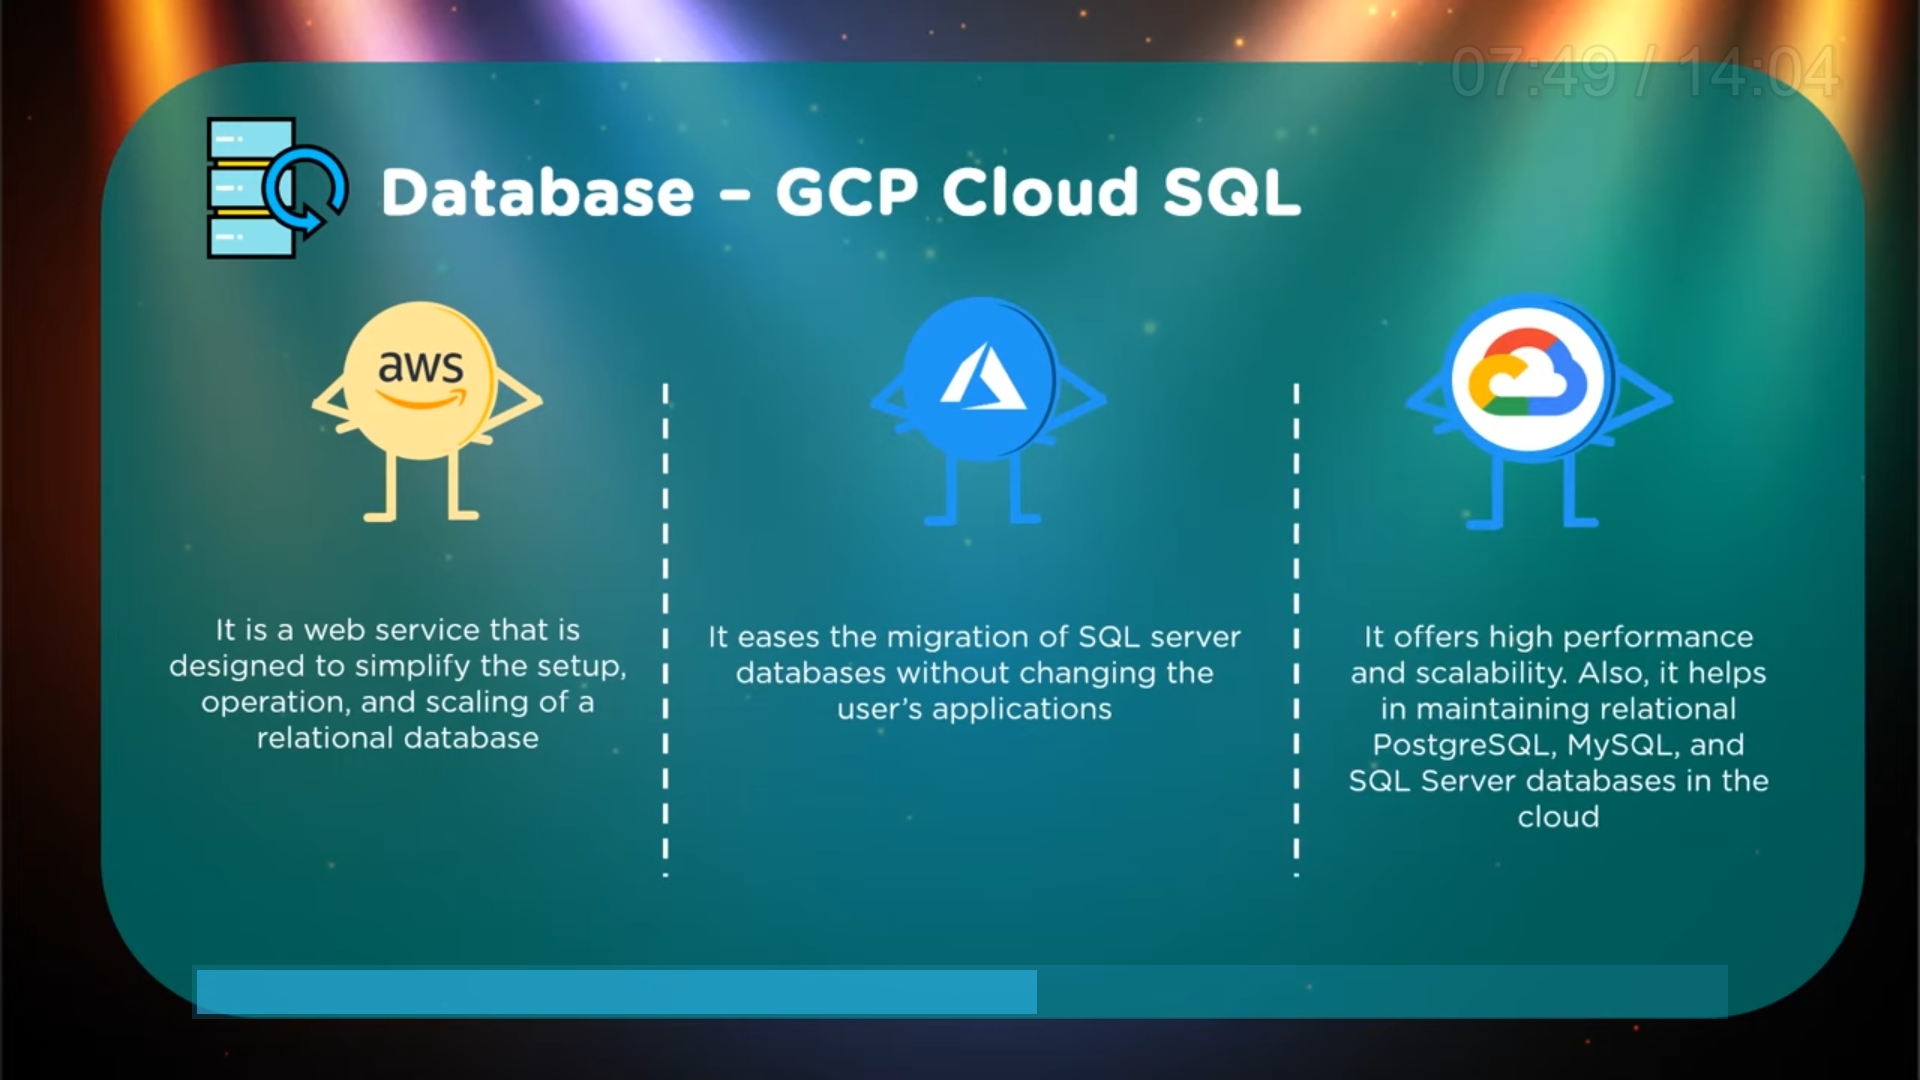 07:49 / 14:04
Database – GCP Cloud SQL
aws
It is a web service that is
designed to simplify the setup,
operation, and scaling of a
relational database
It eases the migration of SQL server
databases without changing the
user’s applications
It offers high performance
and scalability. Also, it helps
in maintaining relational
PostgreSQL, MySQL, and
SQL Server databases in the
cloud